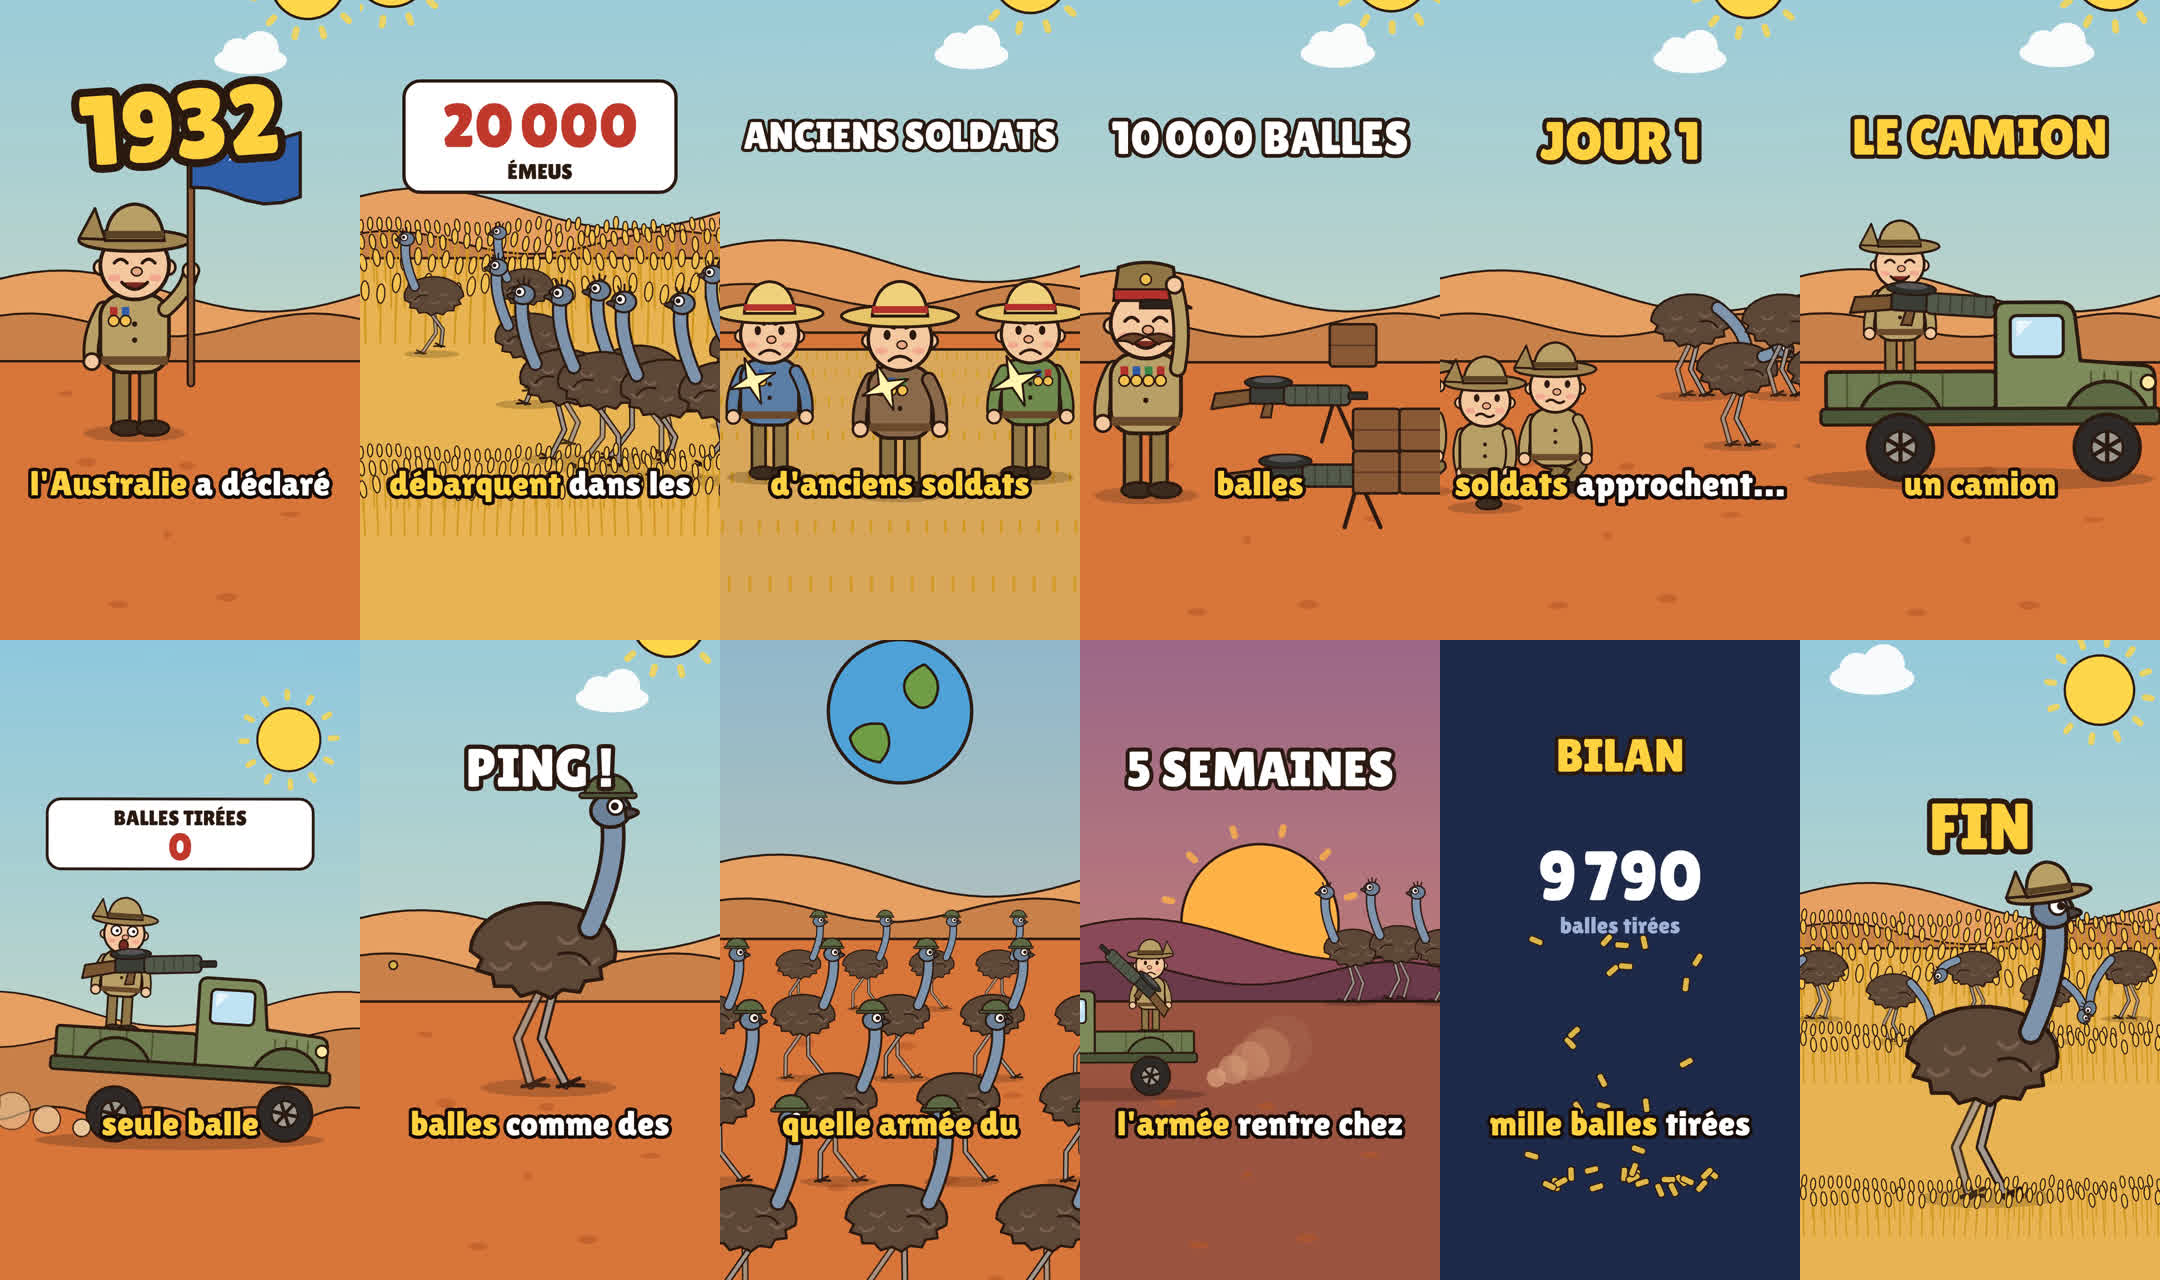 1932
l'Australie a déclaré
20 000
ÉMEUS
débarquent dans les
ANCIENS SOLDATS
d'anciens soldats
10 000 BALLES
balles
JOUR 1
soldats approchent...
LE CAMION
un camion
BALLES TIRÉES
0
seule balle
PING !
balles comme des
quelle armée du
5 SEMAINES
l'armée rentre chez
BILAN
9 790
balles tirées
mille balles tirées
FIN